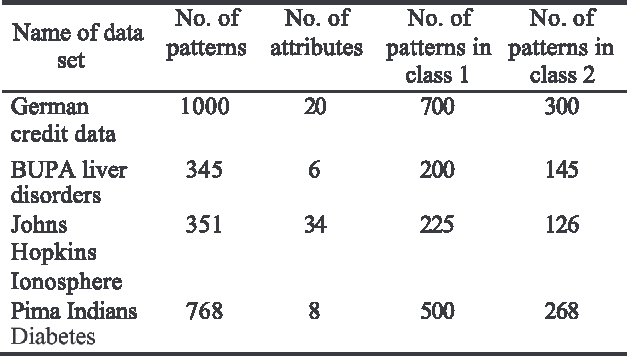 Name of data set No. of patterns No. of attributes No. of patterns in class 1 No. of patterns in class 2
German credit data 1000 20 700 300
BUPA liver disorders 345 6 200 145
Johns Hopkins Ionosphere 351 34 225 126
Pima Indians Diabetes 768 8 500 268